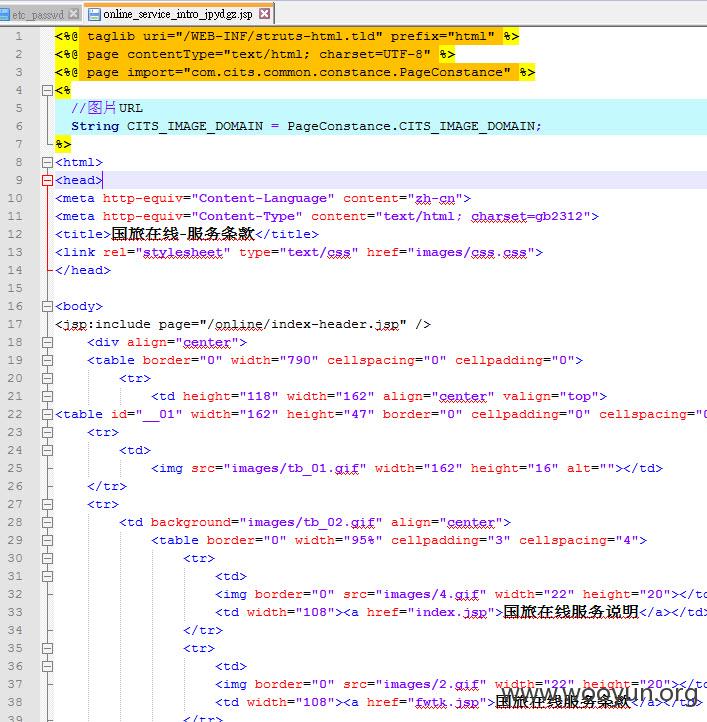 etc_passwd online_service_intro_jpydgz.jsp
1 <%@ taglib uri="/WEB-INF/struts-html.tld" prefix="html" %>
2 <%@ page contentType="text/html; charset=UTF-8" %>
3 <%@ page import="com.cits.common.constance.PageConstance" %>
4 <%
5 //图片URL
6 String CITS_IMAGE_DOMAIN = PageConstance.CITS_IMAGE_DOMAIN;
7 %>
8 <html>
9 <head>
10 <meta http-equiv="Content-Language" content="zh-cn">
11 <meta http-equiv="Content-Type" content="text/html; charset=gb2312">
12 <title>国旅在线-服务条款</title>
13 <link rel="stylesheet" type="text/css" href="images/css.css">
14 </head>
15
16 <body>
17 <jsp:include page="/online/index-header.jsp" />
18 <div align="center">
19 <table border="0" width="790" cellspacing="0" cellpadding="0">
20 <tr>
21 <td height="118" width="162" align="center" valign="top">
22 <table id="__01" width="162" height="47" border="0" cellpadding="0" cellspacing="0
23 <tr>
24 <td>
25 <img src="images/tb_01.gif" width="162" height="16" alt=""></td>
26 </tr>
27 <tr>
28 <td background="images/tb_02.gif" align="center">
29 <table border="0" width="95%" cellpadding="3" cellspacing="4">
30 <tr>
31 <td>
32 <img border="0" src="images/4.gif" width="22" height="20"></td
33 <td width="108"><a href="index.jsp">国旅在线服务说明</a></td>
34 </tr>
35 <tr>
36 <td>
37 <img border="0" src="images/2.gif" width="22" height="20"></td
38 <td width="108"><a href="fwtk.jsp">国旅在线服务条款</a></td>
39 </tr>
www.wooyun.org